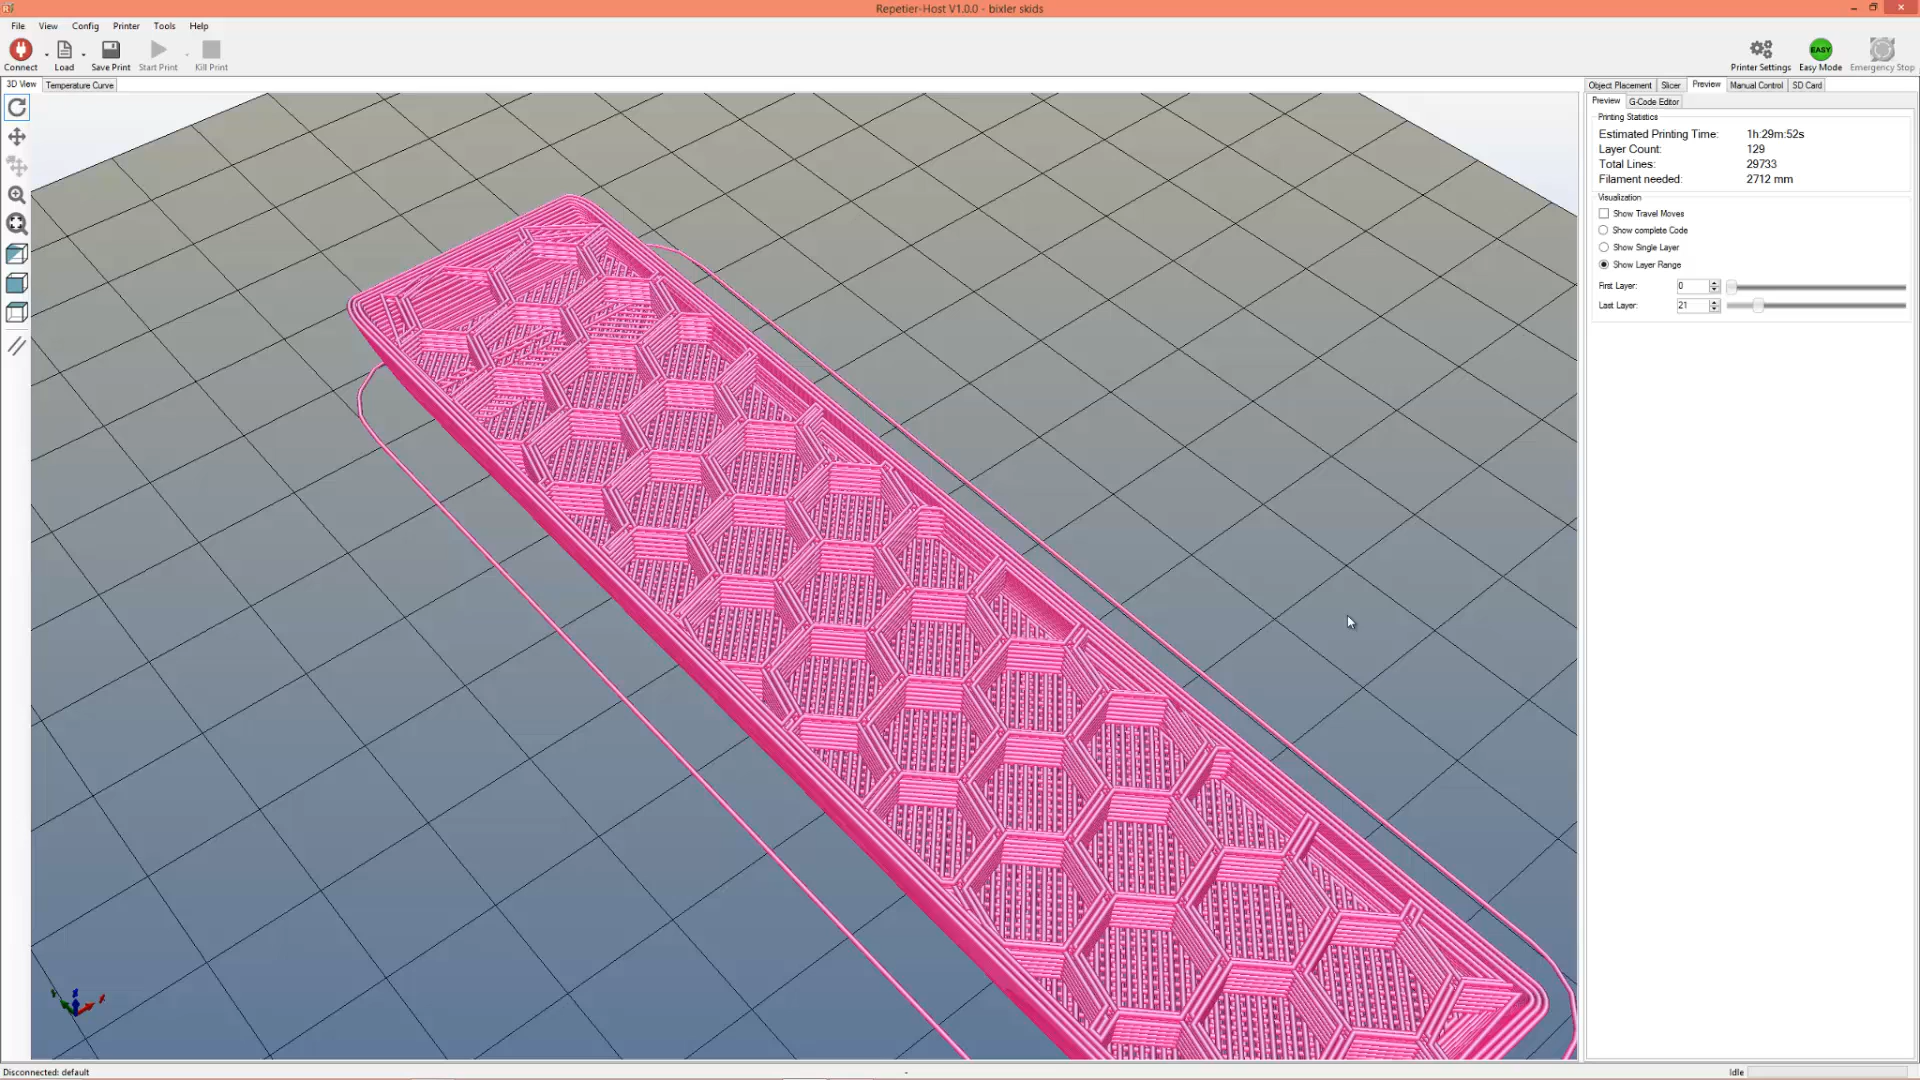 Repetier-Host V1.0.0 - bixler skids
File View Config Printer Tools Help
Connect Load Save Print Start Print Kill Print
EASY
Printer Settings Easy Mode Emergency Stop
3D View Temperature Curve
Object Placement Slicer Preview Manual Control SD Card
Preview G-Code Editor
Printing Statistics
Estimated Printing Time: 1h:29m:52s
Layer Count: 129
Total Lines: 29733
Filament needed: 2712 mm
Visualization
Show Travel Moves
Show complete Code
Show Single Layer
Show Layer Range
First Layer: 0
Last Layer: 21
Disconnected: default
-
Idle